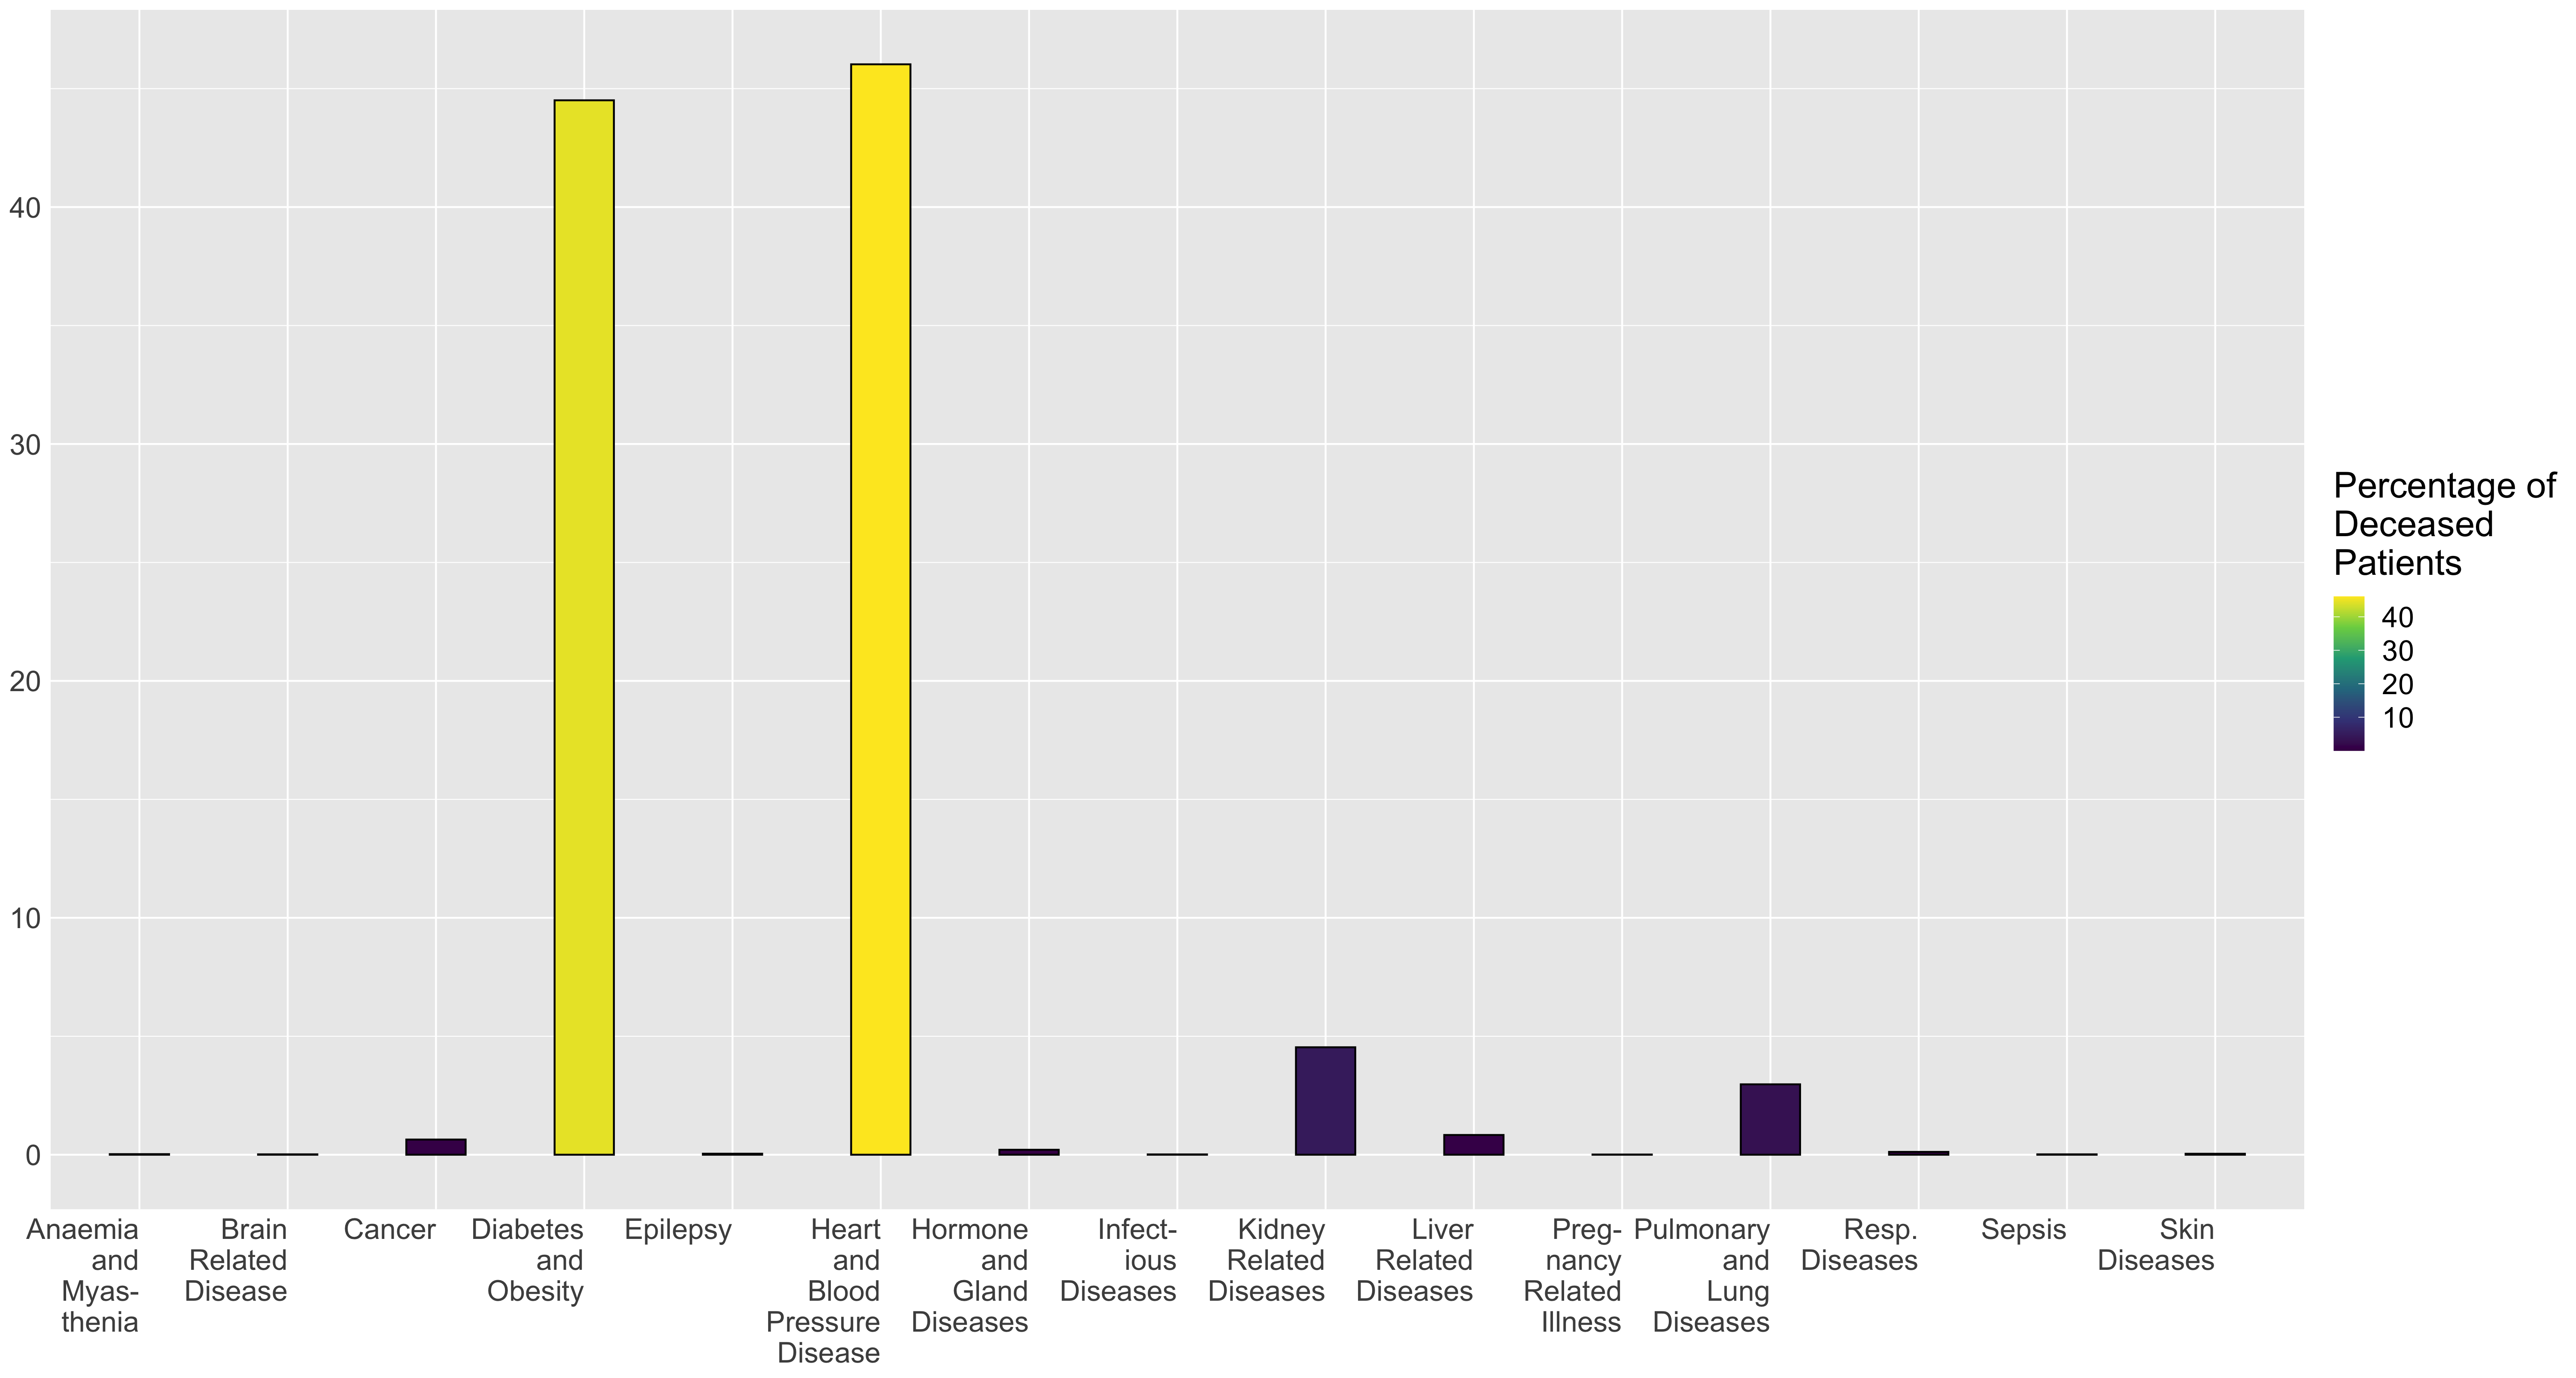 40
30
20
10
0
Anaemia
and
Myas-
thenia
Brain
Related
Disease
Cancer
Diabetes
and
Obesity
Epilepsy
Heart
and
Blood
Pressure
Disease
Hormone
and
Gland
Diseases
Infect-
ious
Diseases
Kidney
Related
Diseases
Liver
Related
Diseases
Preg-
nancy
Related
Illness
Pulmonary
and
Lung
Diseases
Resp.
Diseases
Sepsis
Skin
Diseases
Percentage of
Deceased
Patients
40
30
20
10